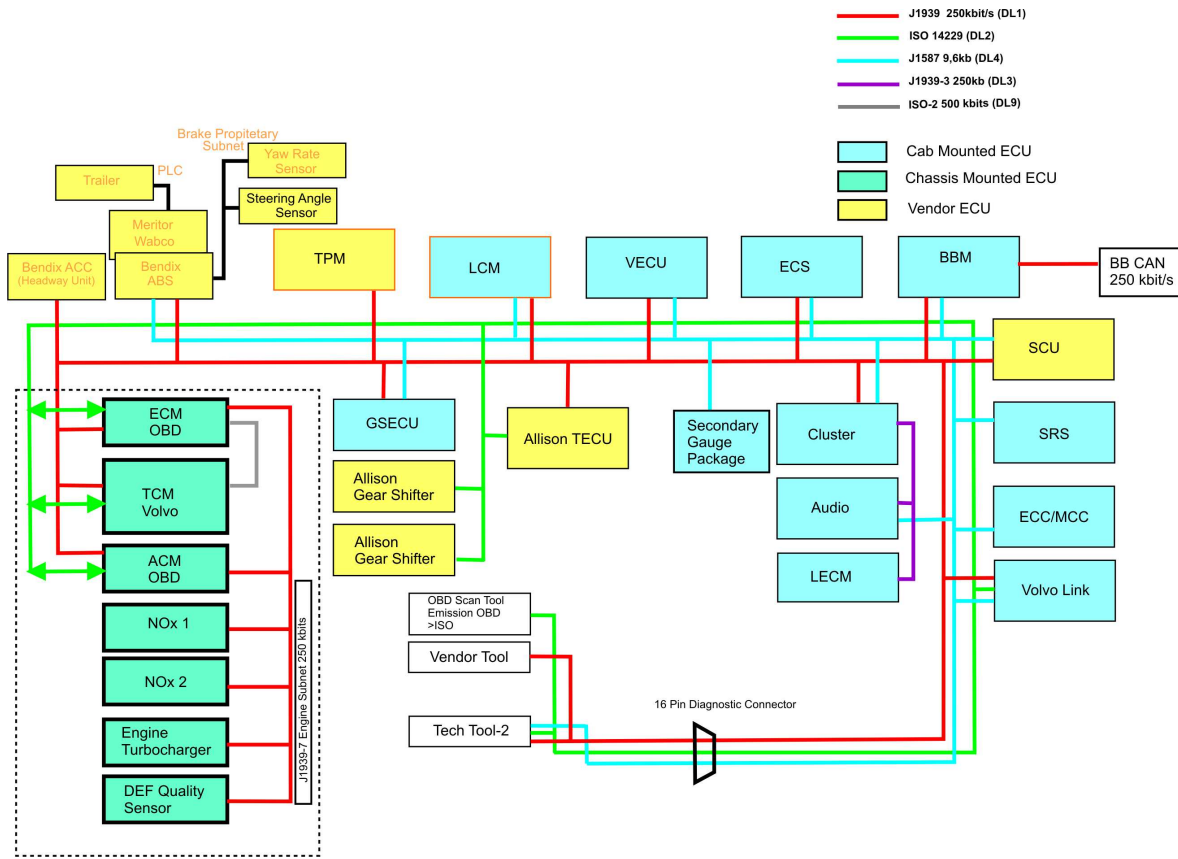 J1939  250kbit/s (DL1)
ISO 14229 (DL2)
J1587 9,6kb (DL4)
J1939-3 250kb (DL3)
ISO-2 500 kbits (DL9)
Cab Mounted ECU
Chassis Mounted ECU
Vendor ECU
Brake Propitetary
Subnet
Yaw Rate
Sensor
PLC
Trailer
Steering Angle
Sensor
Meritor
Wabco
Bendix ACC
(Headway Unit)
Bendix
ABS
TPM
LCM
VECU
ECS
BBM
BB CAN
250 kbit/s
SCU
ECM
OBD
GSECU
Allison TECU
Secondary
Gauge
Package
Cluster
SRS
TCM
Volvo
Allison
Gear Shifter
Audio
ECC/MCC
ACM
OBD
Allison
Gear Shifter
LECM
Volvo Link
NOx 1
NOx 2
Engine
Turbocharger
DEF Quality
Sensor
J1939-7 Engine Subnet 250 kbits
OBD Scan Tool
Emission OBD
>ISO
Vendor Tool
Tech Tool-2
16 Pin Diagnostic Connector